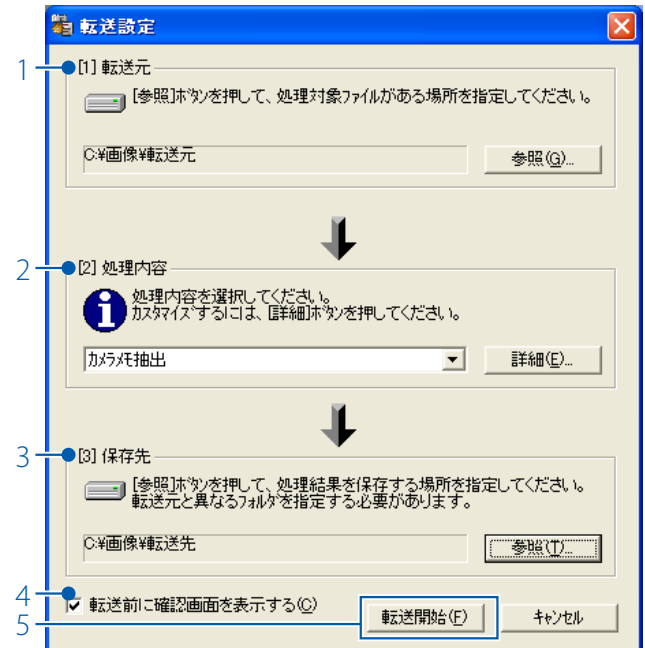 転送設定
1
[1] 転送元
[参照]ボタンを押して、処理対象ファイルがある場所を指定してください。
C:¥画像¥転送元
参照(G)...
2
[2] 処理内容
処理内容を選択してください。
カスタマイズするには、[詳細]ボタンを押してください。
カメラメモ抽出
詳細(E)...
3
[3] 保存先
[参照]ボタンを押して、処理結果を保存する場所を指定してください。
転送元と異なるフォルダを指定する必要があります。
C:¥画像¥転送先
参照(T)...
4
転送前に確認画面を表示する(C)
5
転送開始(F)
キャンセル